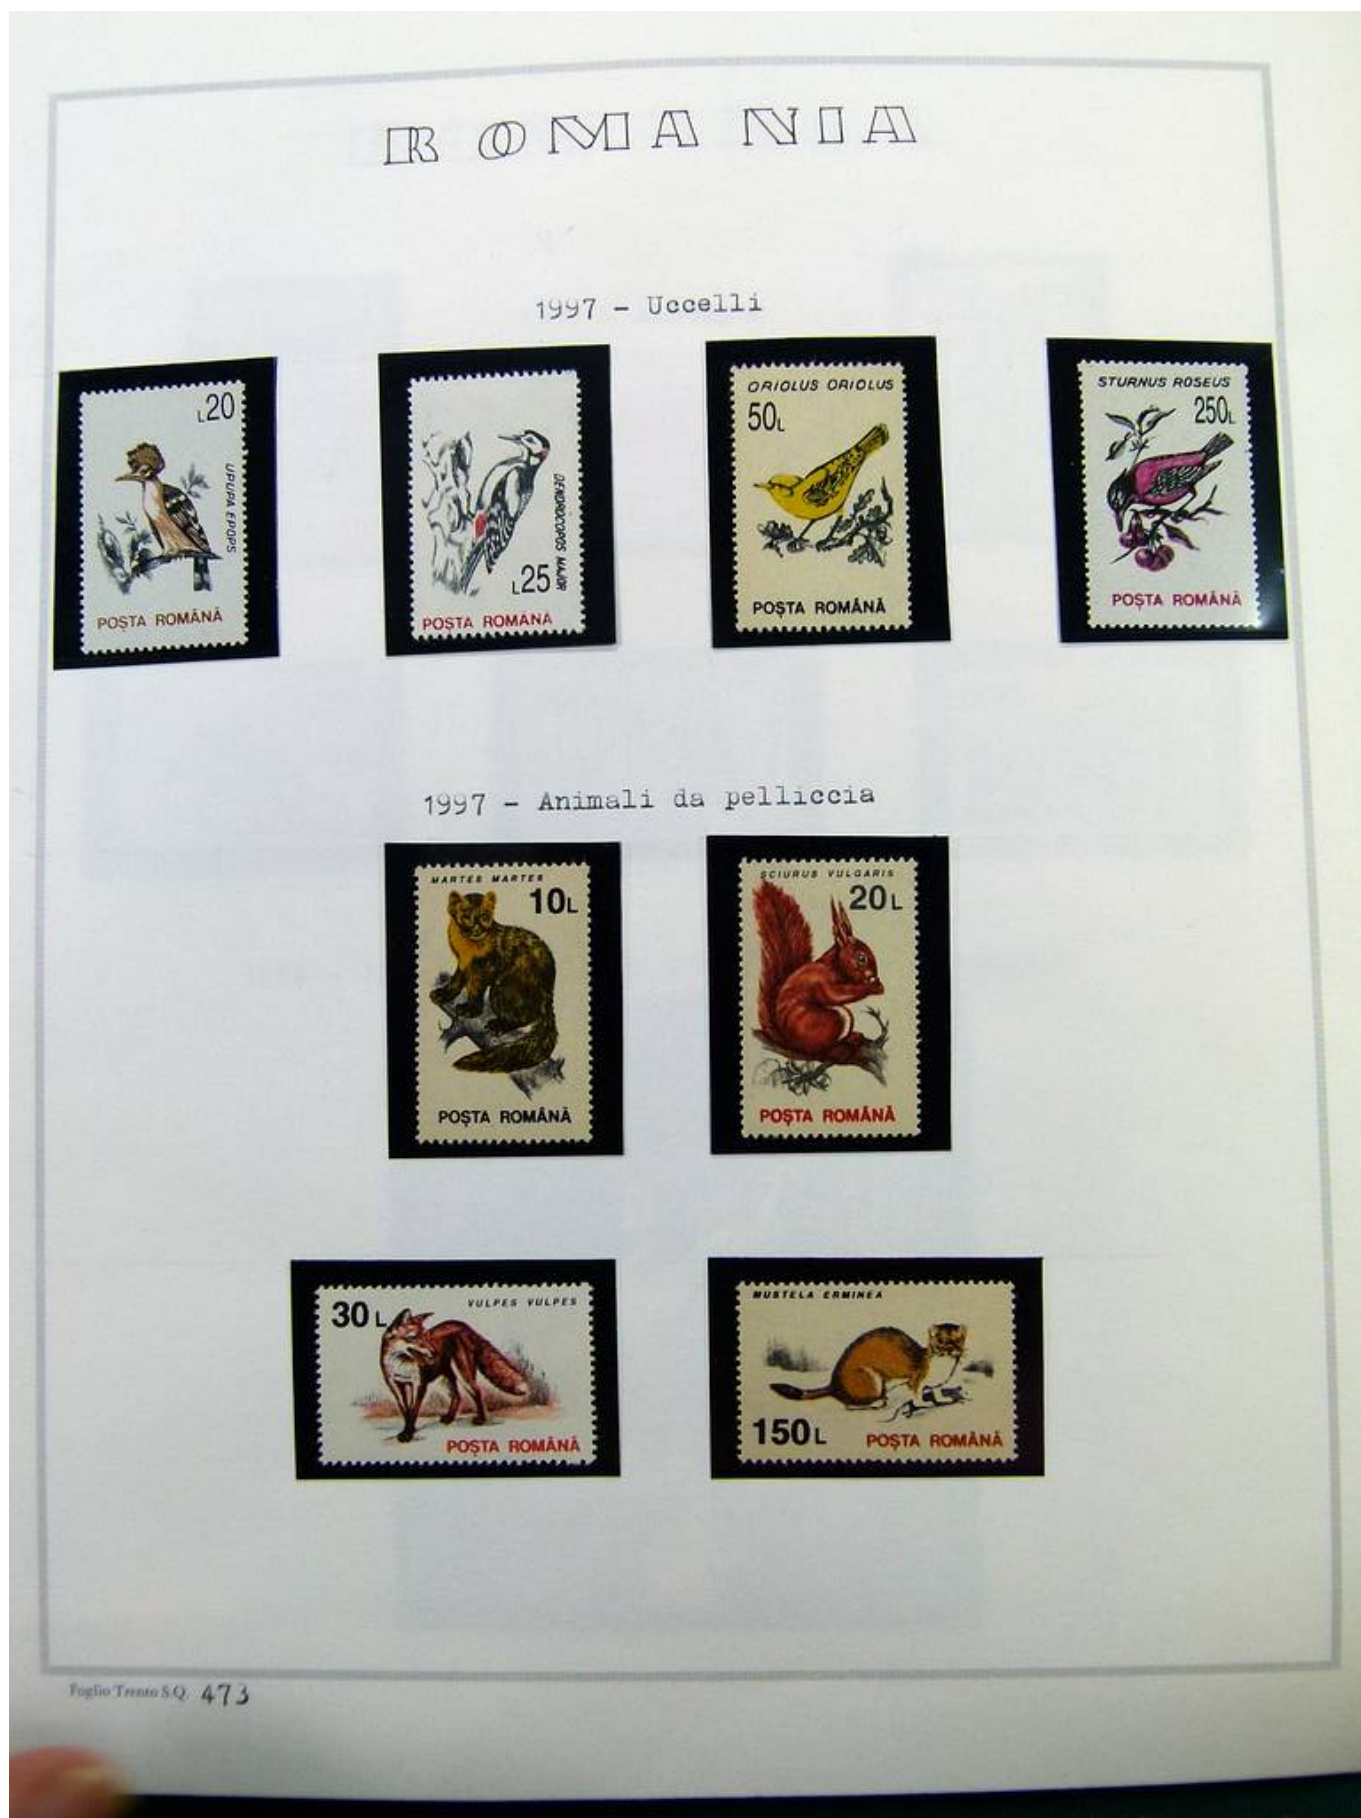 ROMANIA
1997 - Uccelli
L20
UPUPA EPOPS
POȘTA ROMÂNĂ
DENDROCOPOS MAJOR
L25
POȘTA ROMÂNĂ
ORIOLUS ORIOLUS
50L
POȘTA ROMÂNĂ
STURNUS ROSEUS
250L
POȘTA ROMÂNĂ
1997 - Animali da pelliccia
MARTES MARTES
10L
POȘTA ROMÂNĂ
SCIURUS VULGARIS
20L
POȘTA ROMÂNĂ
30L
VULPES VULPES
POȘTA ROMÂNĂ
MUSTELA ERMINEA
150L
POȘTA ROMÂNĂ
Foglio Trento S.Q. 473